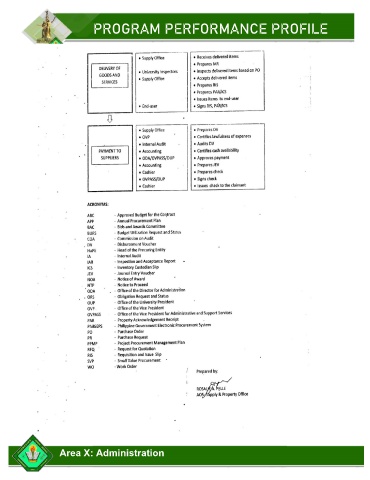 PROGRAM PERFORMANCE PROFILE
DELIVERY OF
GOODS AND
SERVICES
• Supply Office
• University Inspectors
• Supply Office
• End-user
• Receives delivered items
• Prepares IAR
• Inspects delivered items based on PO
• Accepts delivered items
• Prepares RIS
• Prepares PAR/ICS
• Issues items to end-user
• Signs RIS, PAR/ICS
PAYMENT TO
SUPPLIERS
• Supply Office
• OVP
• Internal Audit
• Accounting
• ODA/OVPASS/OUP
• Accounting
• Cashier
• OVPASS/OUP
• Cashier
• Prepares DV
• Certifies lawfulness of expenses
• Audits DV
• Certifies cash availability
• Approves payment
• Prepares JEV
• Prepares check
• Signs check
• Issues check to the claimant
ACRONYMS:
ABC - Approved Budget for the Contract
APP - Annual Procurement Plan
BAC - Bids and Awards Committee
BURS - Budget Utilization Request and Status
COA - Commission on Audit
DV - Disbursement Voucher
HoPE - Head of the Procuring Entity
IA - Internal Audit
IAR - Inspection and Acceptance Report
ICS - Inventory Custodian Slip
JEV - Journal Entry Voucher
NOA - Notice of Award
NTP - Notice to Proceed
ODA - Office of the Director for Administration
ORS - Obligation Request and Status
OUP - Office of the University President
OVP - Office of the Vice President
OVPASS - Office of the Vice President for Administrative and Support Services
PAR - Property Acknowledgement Receipt
PhilGEPS - Philippine Government Electronic Procurement System
PO - Purchase Order
PR - Purchase Request
PPMP - Project Procurement Management Plan
RFQ - Request for Quotation
RIS - Requisition and Issue Slip
SVP - Small Value Procurement
WO - Work Order
Prepared by:
Supply & Property Office
Area X: Administration